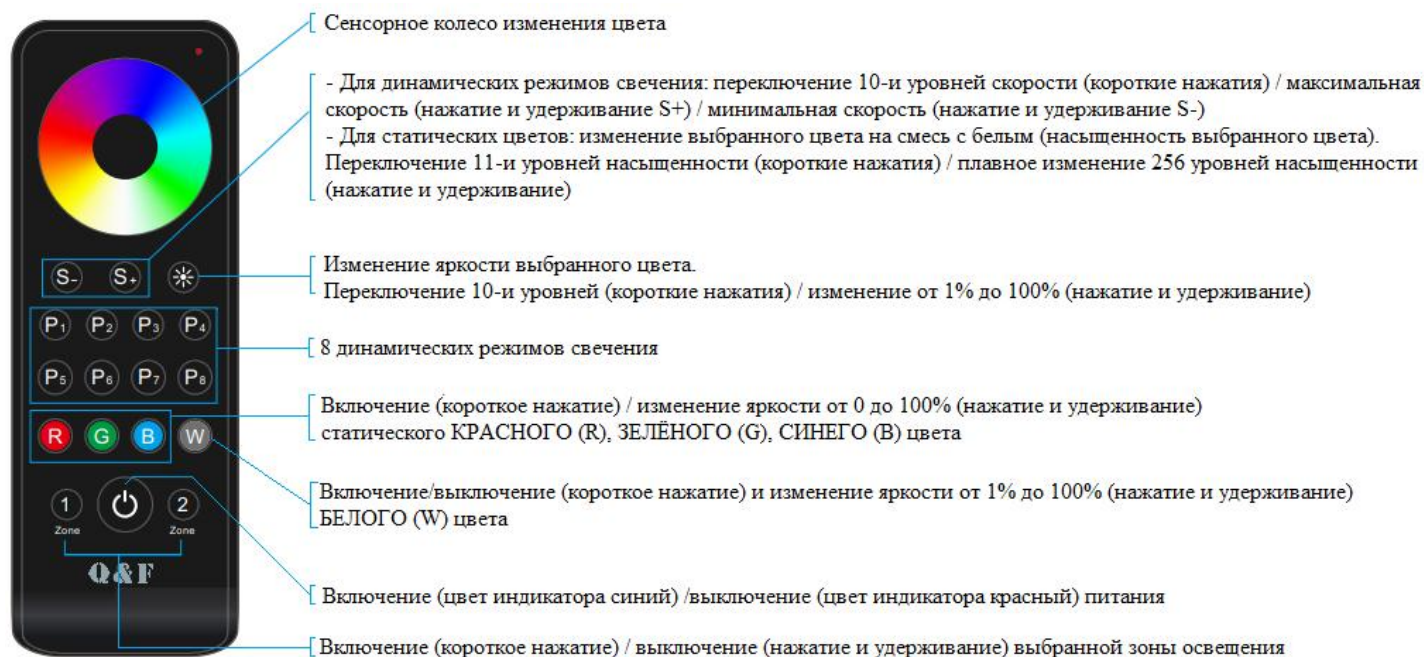 Сенсорное колесо изменения цвета
- Для динамических режимов свечения: переключение 10-и уровней скорости (короткие нажатия) / максимальная
скорость (нажатие и удерживание S+) / минимальная скорость (нажатие и удерживание S-)
- Для статических цветов: изменение выбранного цвета на смесь с белым (насыщенность выбранного цвета).
Переключение 11-и уровней насыщенности (короткие нажатия) / плавное изменение 256 уровней насыщенности
(нажатие и удерживание)
S- S+
Изменение яркости выбранного цвета.
Переключение 10-и уровней (короткие нажатия) / изменение от 1% до 100% (нажатие и удерживание)
P1 P2 P3 P4
8 динамических режимов свечения
P5 P6 P7 P8
Включение (короткое нажатие) / изменение яркости от 0 до 100% (нажатие и удерживание)
статического КРАСНОГО (R), ЗЕЛЁНОГО (G), СИНЕГО (B) цвета
R G B W
Включение/выключение (короткое нажатие) и изменение яркости от 1% до 100% (нажатие и удерживание)
БЕЛОГО (W) цвета
1 2
Zone Zone
Q&F
Включение (цвет индикатора синий) /выключение (цвет индикатора красный) питания
Включение (короткое нажатие) / выключение (нажатие и удерживание) выбранной зоны освещения